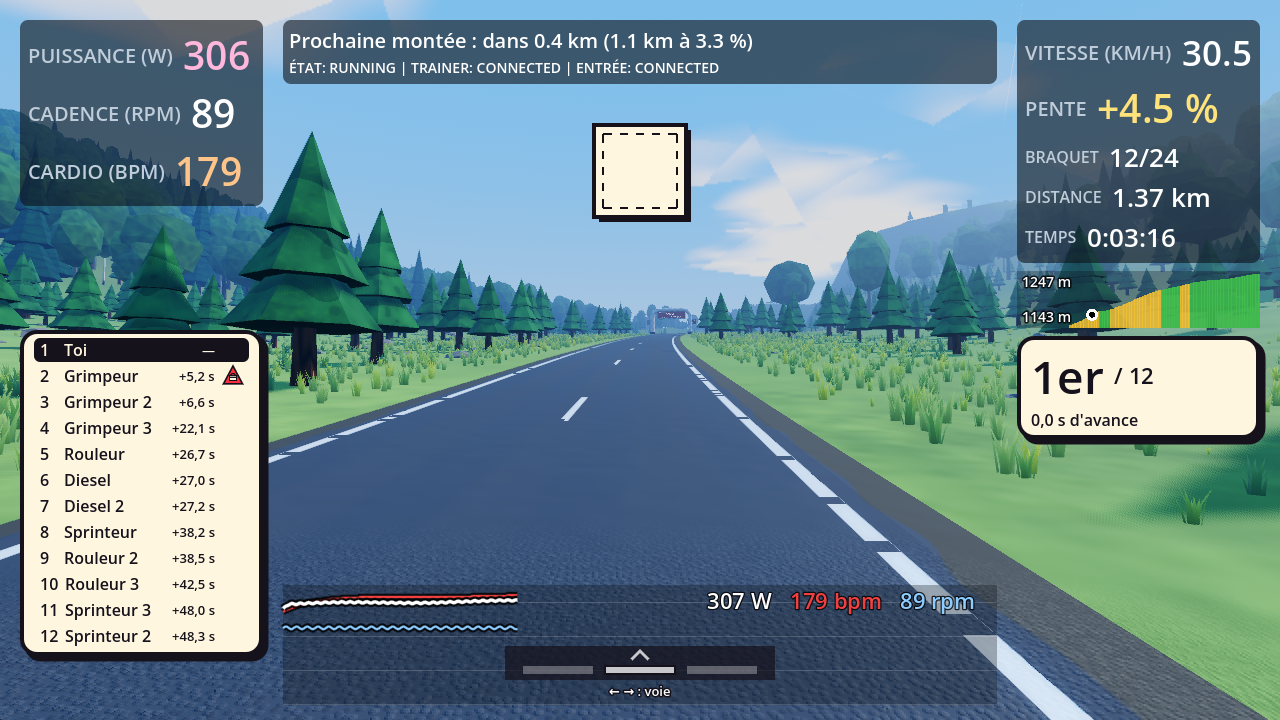 PUISSANCE (W) 306
CADENCE (RPM) 89
CARDIO (BPM) 179
Prochaine montée : dans 0.4 km (1.1 km à 3.3 %)
ÉTAT: RUNNING | TRAINER: CONNECTED | ENTRÉE: CONNECTED
VITESSE (KM/H) 30.5
PENTE +4.5 %
BRAQUET 12/24
DISTANCE 1.37 km
TEMPS 0:03:16
1247 m
1143 m
1er / 12
0,0 s d'avance
1 Toi —
2 Grimpeur +5,2 s
3 Grimpeur 2 +6,6 s
4 Grimpeur 3 +22,1 s
5 Rouleur +26,7 s
6 Diesel +27,0 s
7 Diesel 2 +27,2 s
8 Sprinteur +38,2 s
9 Rouleur 2 +38,5 s
10 Rouleur 3 +42,5 s
11 Sprinteur 3 +48,0 s
12 Sprinteur 2 +48,3 s
307 W 179 bpm 89 rpm
← → : voie